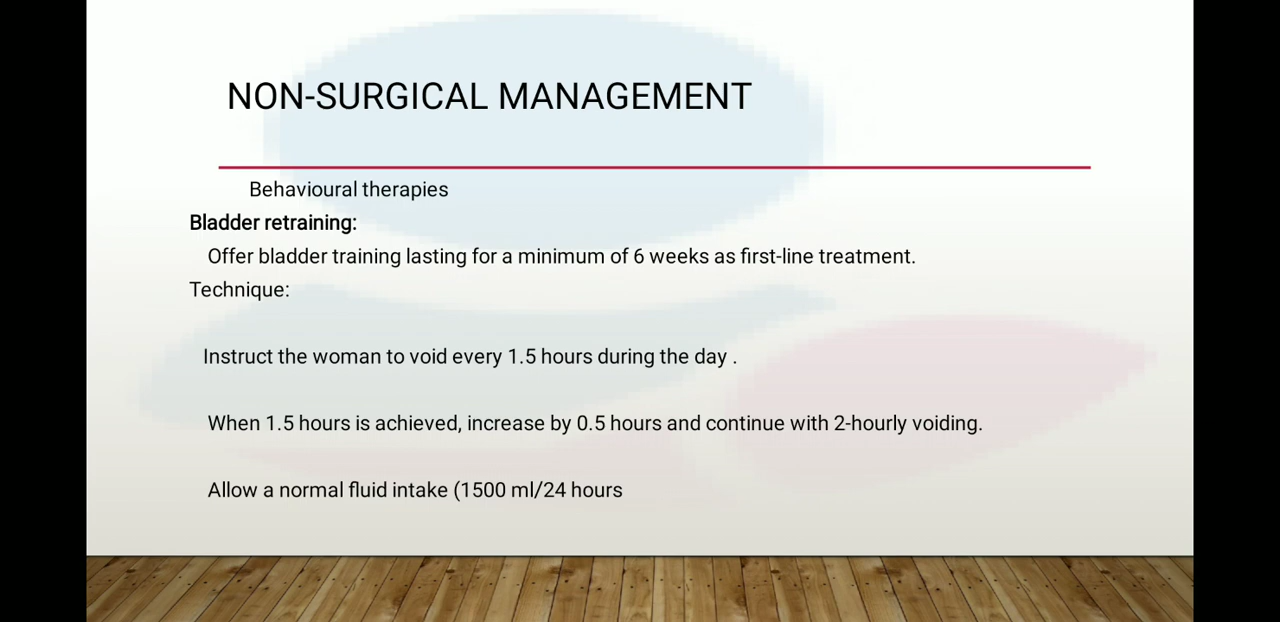 NON-SURGICAL MANAGEMENT
Behavioural therapies
Bladder retraining:
Offer bladder training lasting for a minimum of 6 weeks as first-line treatment.
Technique:
Instruct the woman to void every 1.5 hours during the day .
When 1.5 hours is achieved, increase by 0.5 hours and continue with 2-hourly voiding.
Allow a normal fluid intake (1500 ml/24 hours